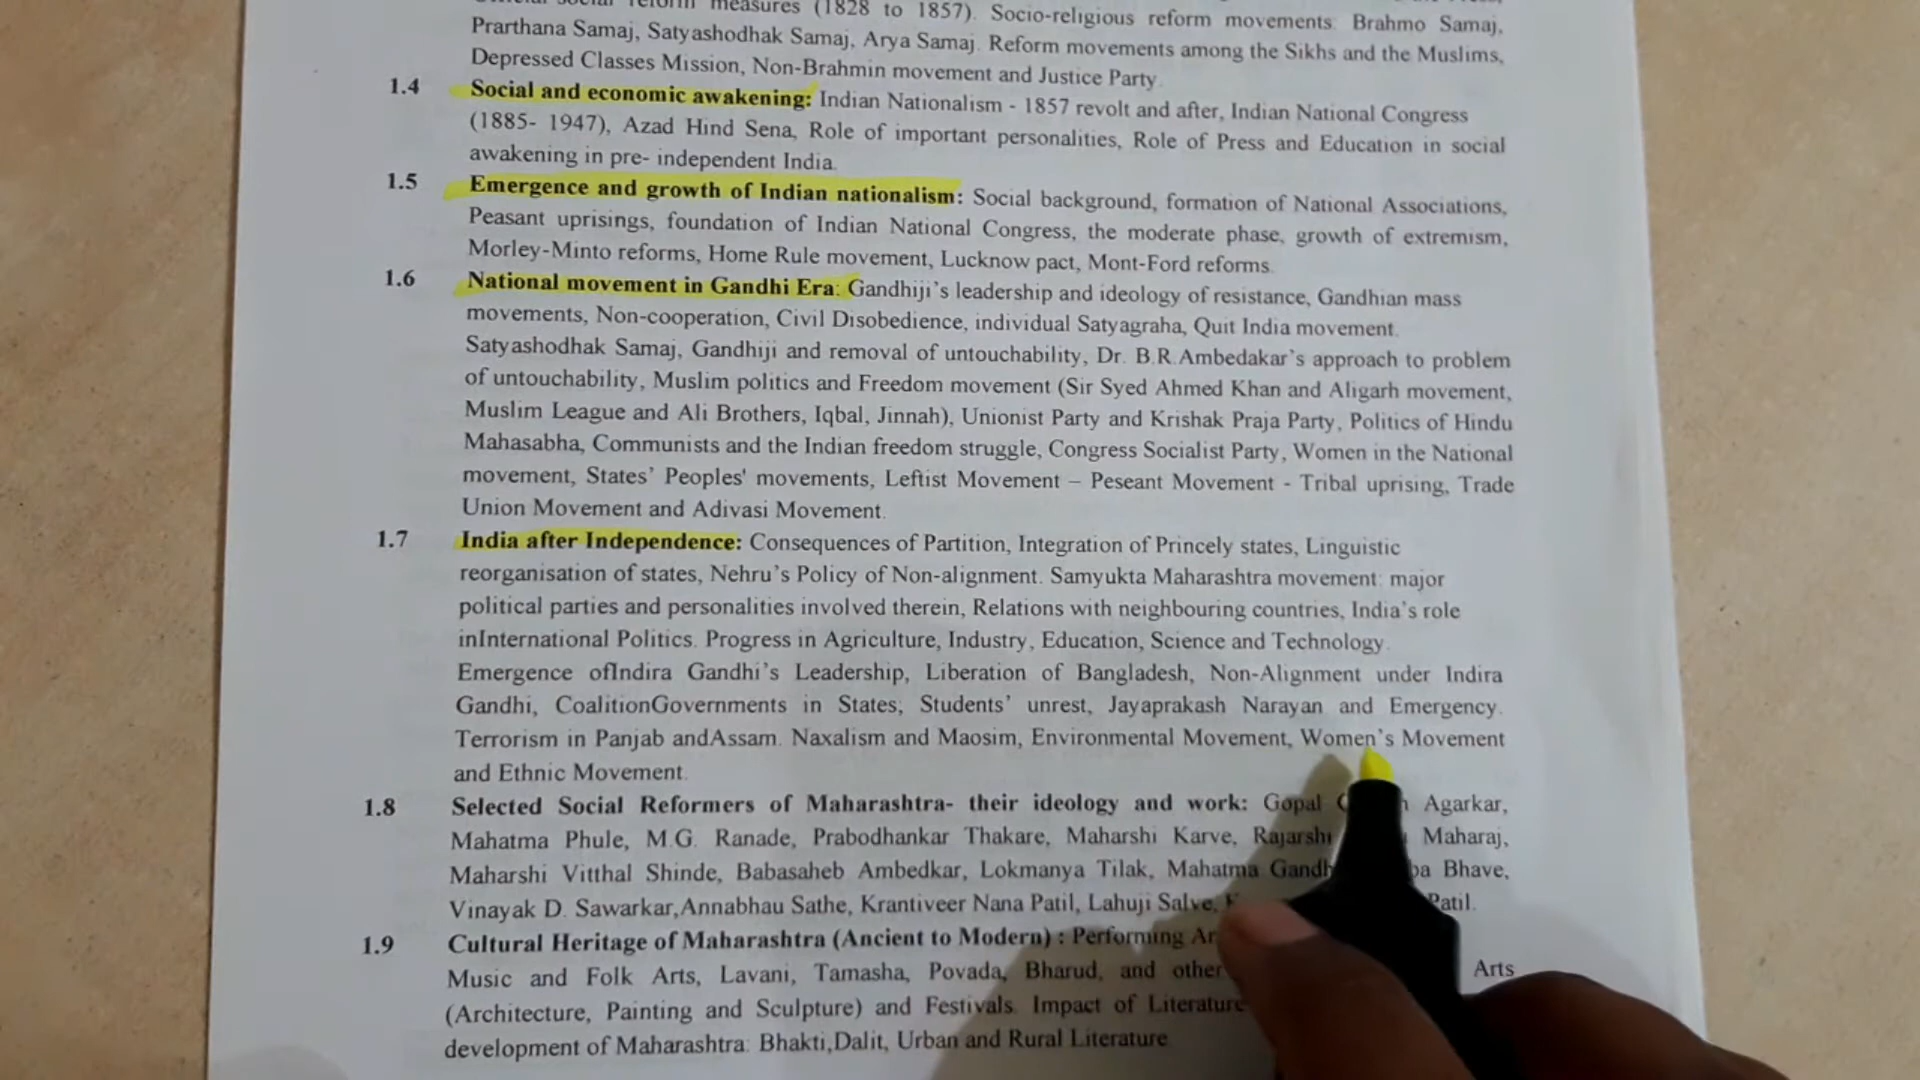 social reform measures (1828 to 1857). Socio-religious reform movements: Brahmo Samaj,
Prarthana Samaj, Satyashodhak Samaj, Arya Samaj. Reform movements among the Sikhs and the Muslims,
Depressed Classes Mission, Non-Brahmin movement and Justice Party.
1.4 Social and economic awakening: Indian Nationalism - 1857 revolt and after, Indian National Congress
(1885- 1947), Azad Hind Sena, Role of important personalities, Role of Press and Education in social
awakening in pre- independent India.
1.5 Emergence and growth of Indian nationalism: Social background, formation of National Associations,
Peasant uprisings, foundation of Indian National Congress, the moderate phase, growth of extremism,
Morley-Minto reforms, Home Rule movement, Lucknow pact, Mont-Ford reforms.
1.6 National movement in Gandhi Era: Gandhiji's leadership and ideology of resistance, Gandhian mass
movements, Non-cooperation, Civil Disobedience, individual Satyagraha, Quit India movement.
Satyashodhak Samaj, Gandhiji and removal of untouchability, Dr. B.R.Ambedakar's approach to problem
of untouchability, Muslim politics and Freedom movement (Sir Syed Ahmed Khan and Aligarh movement,
Muslim League and Ali Brothers, Iqbal, Jinnah), Unionist Party and Krishak Praja Party, Politics of Hindu
Mahasabha, Communists and the Indian freedom struggle, Congress Socialist Party, Women in the National
movement, States' Peoples' movements, Leftist Movement – Peseant Movement - Tribal uprising, Trade
Union Movement and Adivasi Movement.
1.7 India after Independence: Consequences of Partition, Integration of Princely states, Linguistic
reorganisation of states, Nehru's Policy of Non-alignment. Samyukta Maharashtra movement: major
political parties and personalities involved therein, Relations with neighbouring countries, India's role
inInternational Politics. Progress in Agriculture, Industry, Education, Science and Technology.
Emergence ofIndira Gandhi's Leadership, Liberation of Bangladesh, Non-Alignment under Indira
Gandhi, CoalitionGovernments in States; Students' unrest, Jayaprakash Narayan and Emergency.
Terrorism in Panjab andAssam. Naxalism and Maosim, Environmental Movement, Women's Movement
and Ethnic Movement.
1.8 Selected Social Reformers of Maharashtra- their ideology and work: Gopal Agarkar,
Mahatma Phule, M.G. Ranade, Prabodhankar Thakare, Maharshi Karve, Rajarshi Maharaj,
Maharshi Vitthal Shinde, Babasaheb Ambedkar, Lokmanya Tilak, Mahatma Bhave,
Vinayak D. Sawarkar,Annabhau Sathe, Krantiveer Nana Patil, Lahuji Salve, Patil.
1.9 Cultural Heritage of Maharashtra (Ancient to Modern) : Performing
Music and Folk Arts, Lavani, Tamasha, Povada, Bharud, and other Arts
(Architecture, Painting and Sculpture) and Festivals. Impact of Literature
development of Maharashtra: Bhakti,Dalit, Urban and Rural Literature